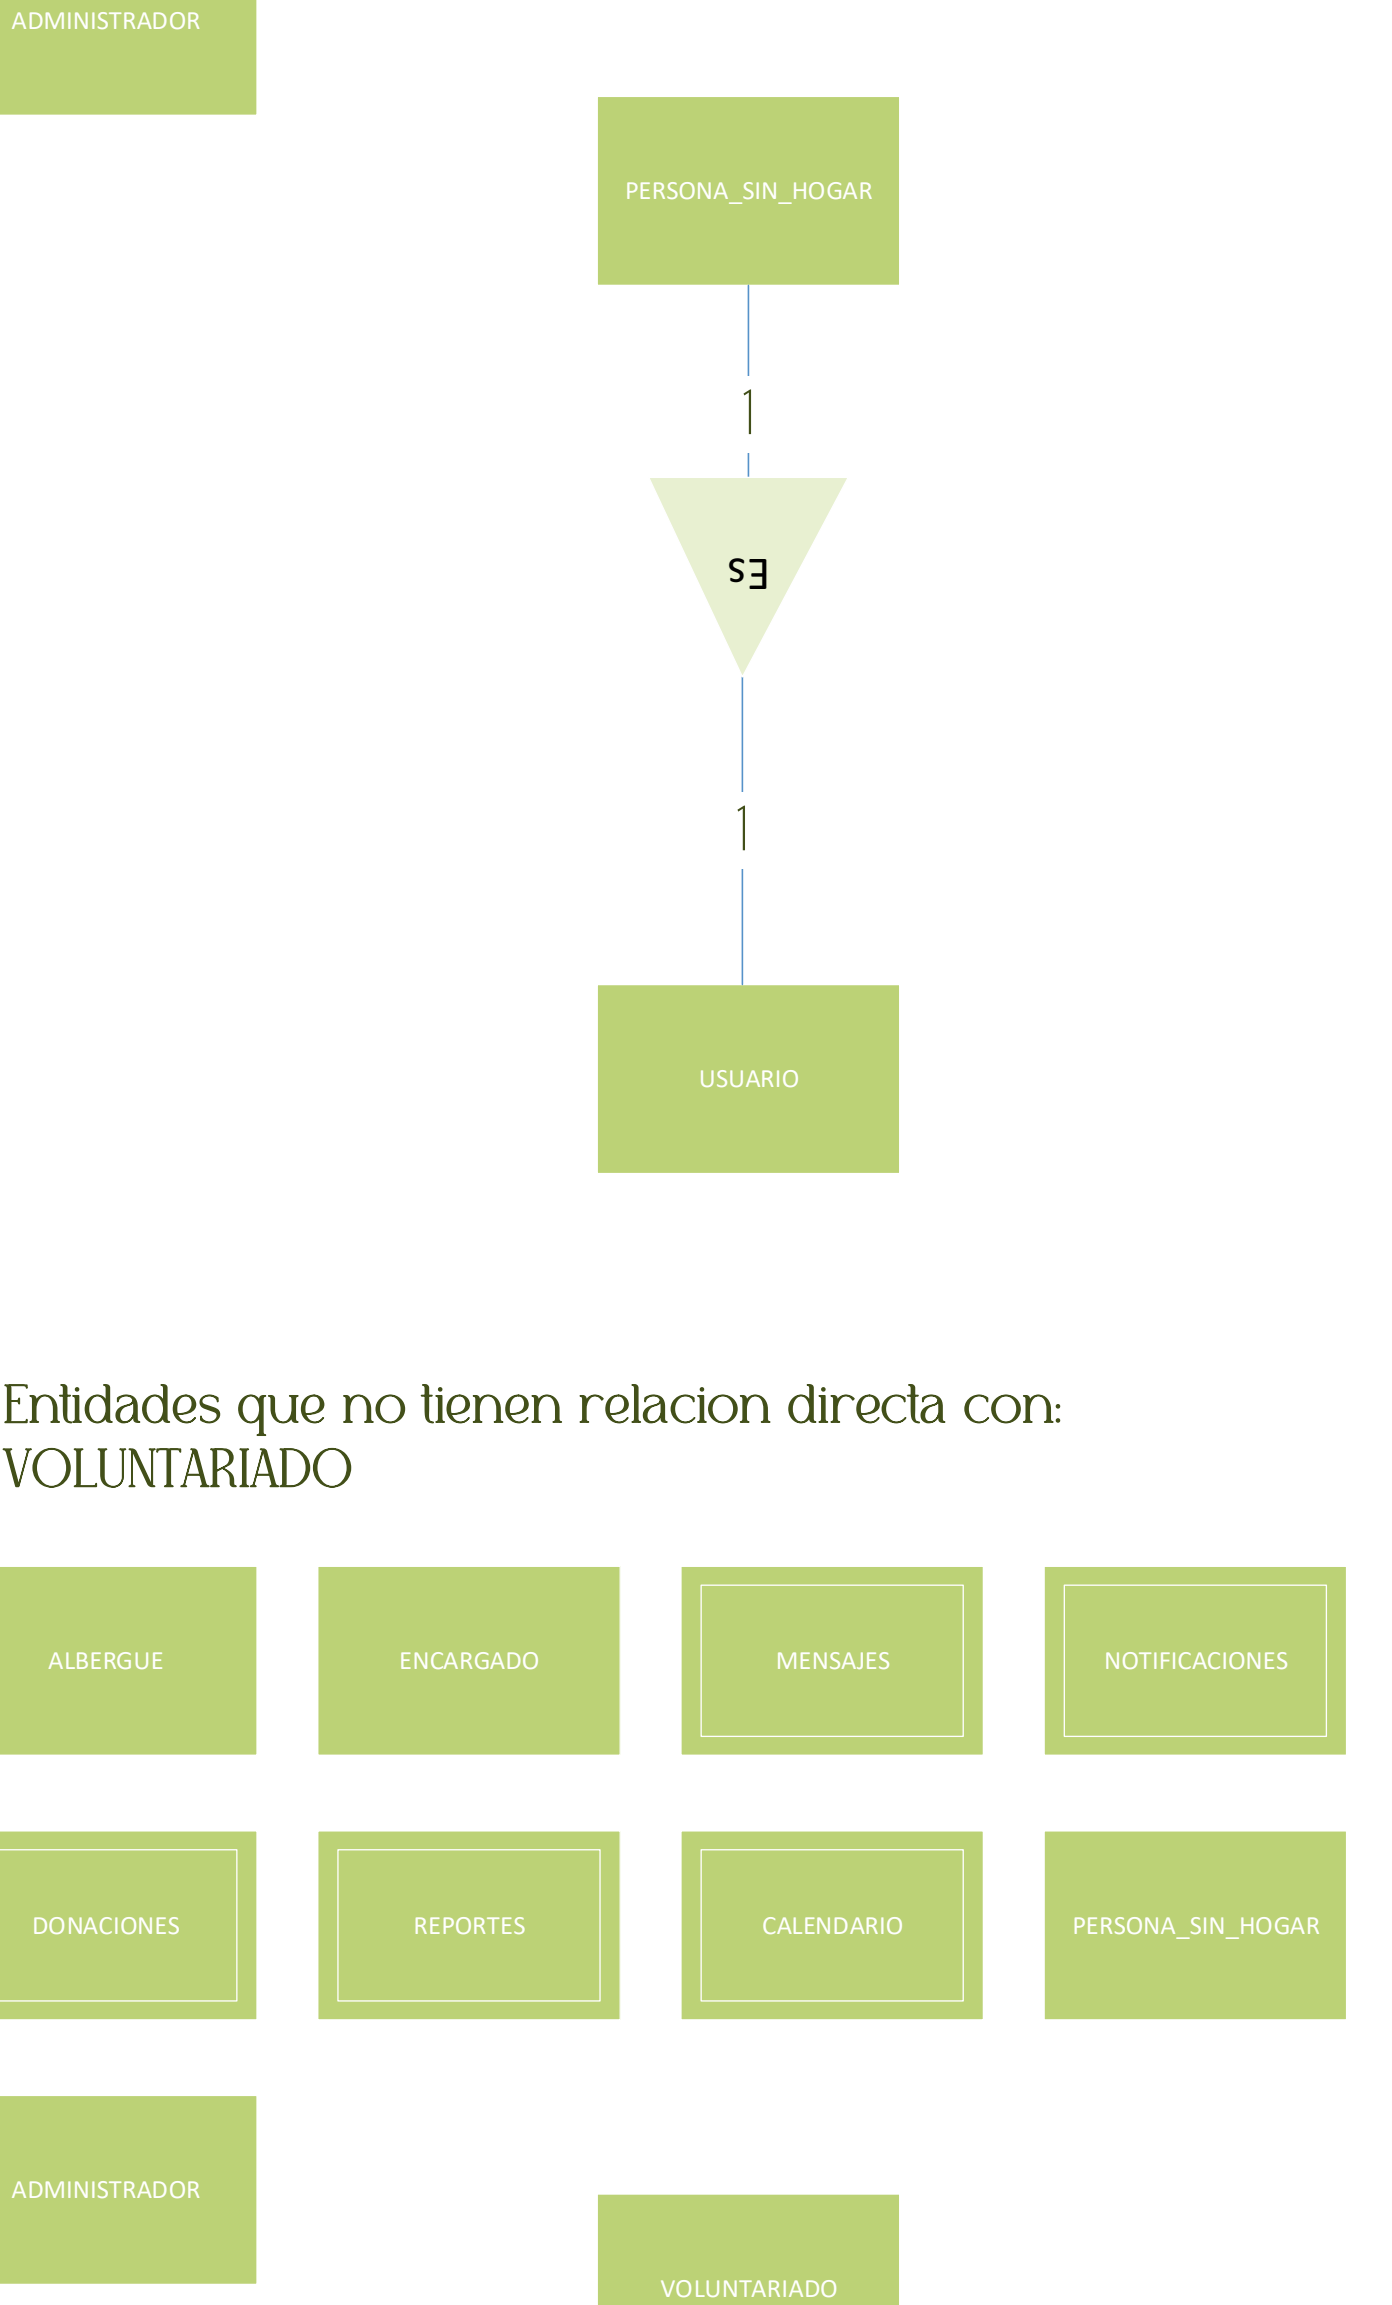 ADMINISTRADOR
PERSONA_SIN_HOGAR
1
ES
1
USUARIO
Entidades que no tienen relacion directa con:
VOLUNTARIADO
ALBERGUE
ENCARGADO
MENSAJES
NOTIFICACIONES
DONACIONES
REPORTES
CALENDARIO
PERSONA_SIN_HOGAR
ADMINISTRADOR
VOLUNTARIADO